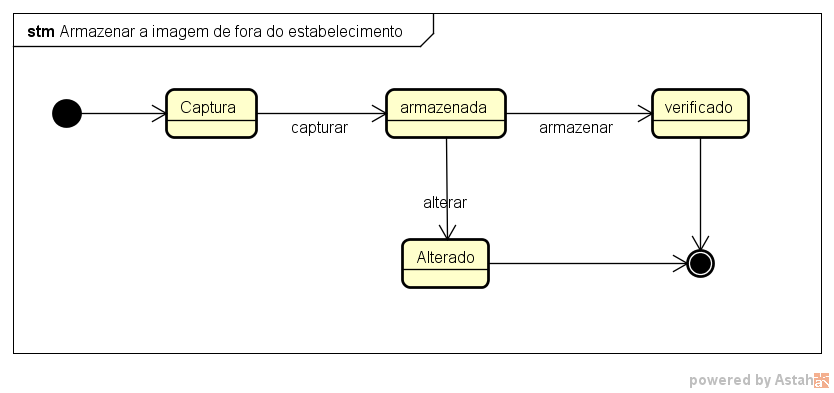 stm Armazenar a imagem de fora do estabelecimento
Captura
capturar
armazenada
armazenar
verificado
alterar
Alterado
powered by Astah